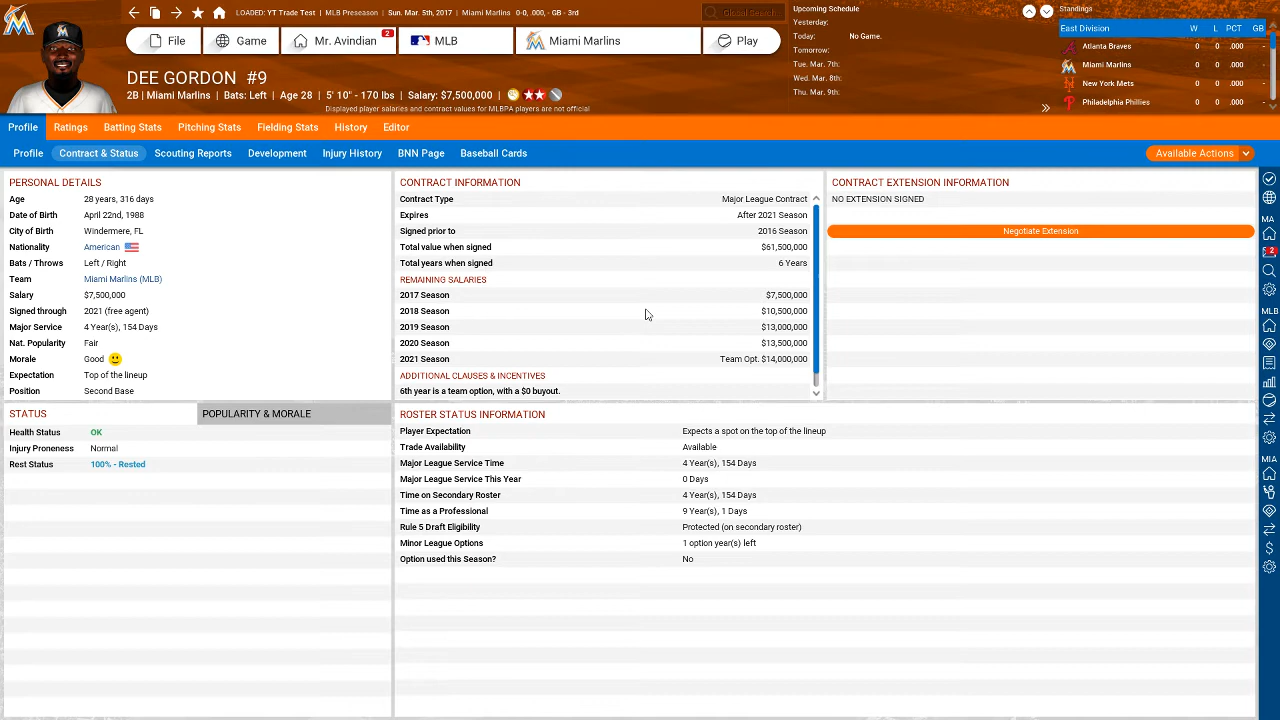 LOADED: YT Trade Test | MLB Preseason | Sun. Mar. 5th, 2017 | Miami Marlins 0-0, .000, - GB - 3rd
Global Search
File
Game
Mr. Avindian
2
MLB
Miami Marlins
Play
DEE GORDON #9
2B | Miami Marlins | Bats: Left | Age 28 | 5' 10" - 170 lbs | Salary: $7,500,000 |
Displayed player salaries and contract values for MLBPA players are not official
Upcoming Schedule
Yesterday:
Today: No Game.
Tomorrow:
Tue. Mar. 7th:
Wed. Mar. 8th:
Thu. Mar. 9th:
Standings
East Division W L PCT GB
Atlanta Braves 0 0 .000 -
Miami Marlins 0 0 .000 -
New York Mets 0 0 .000 -
Philadelphia Phillies 0 0 .000 -
Profile Ratings Batting Stats Pitching Stats Fielding Stats History Editor
Profile Contract & Status Scouting Reports Development Injury History BNN Page Baseball Cards
Available Actions
PERSONAL DETAILS
Age 28 years, 316 days
Date of Birth April 22nd, 1988
City of Birth Windermere, FL
Nationality American
Bats / Throws Left / Right
Team Miami Marlins (MLB)
Salary $7,500,000
Signed through 2021 (free agent)
Major Service 4 Year(s), 154 Days
Nat. Popularity Fair
Morale Good
Expectation Top of the lineup
Position Second Base
CONTRACT INFORMATION
Contract Type Major League Contract
Expires After 2021 Season
Signed prior to 2016 Season
Total value when signed $61,500,000
Total years when signed 6 Years
REMAINING SALARIES
2017 Season $7,500,000
2018 Season $10,500,000
2019 Season $13,000,000
2020 Season $13,500,000
2021 Season Team Opt. $14,000,000
ADDITIONAL CLAUSES & INCENTIVES
6th year is a team option, with a $0 buyout.
CONTRACT EXTENSION INFORMATION
NO EXTENSION SIGNED
Negotiate Extension
STATUS
POPULARITY & MORALE
Health Status OK
Injury Proneness Normal
Rest Status 100% - Rested
ROSTER STATUS INFORMATION
Player Expectation Expects a spot on the top of the lineup
Trade Availability Available
Major League Service Time 4 Year(s), 154 Days
Major League Service This Year 0 Days
Time on Secondary Roster 4 Year(s), 154 Days
Time as a Professional 9 Year(s), 1 Days
Rule 5 Draft Eligibility Protected (on secondary roster)
Minor League Options 1 option year(s) left
Option used this Season? No
MA
2
MLB
MIA
$